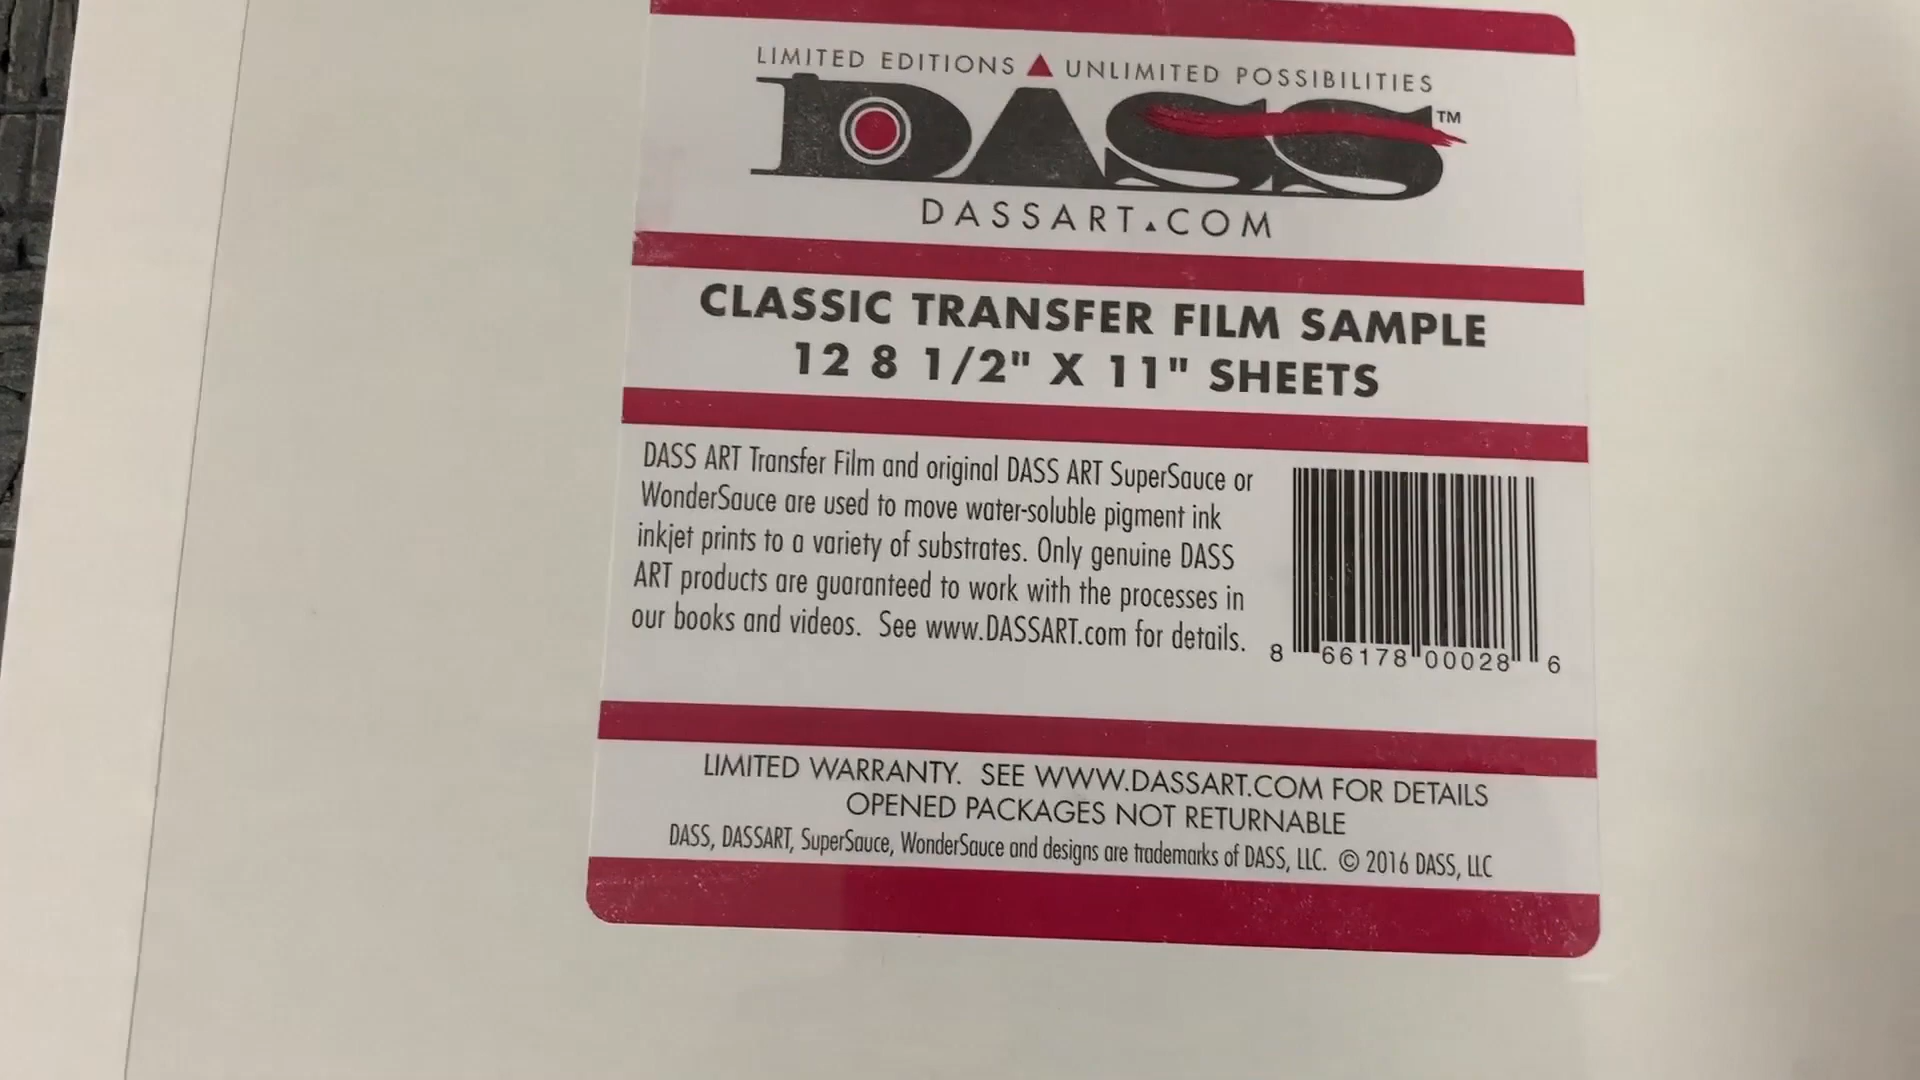 LIMITED EDITIONS ▲ UNLIMITED POSSIBILITIES
DASS™
DASSART▲COM
CLASSIC TRANSFER FILM SAMPLE
12 8 1/2" X 11" SHEETS
DASS ART Transfer Film and original DASS ART SuperSauce or
WonderSauce are used to move water-soluble pigment ink
inkjet prints to a variety of substrates. Only genuine DASS
ART products are guaranteed to work with the processes in
our books and videos. See www.DASSART.com for details.
8 66178 00028 6
LIMITED WARRANTY. SEE WWW.DASSART.COM FOR DETAILS
OPENED PACKAGES NOT RETURNABLE
DASS, DASSART, SuperSauce, WonderSauce and designs are trademarks of DASS, LLC. © 2016 DASS, LLC